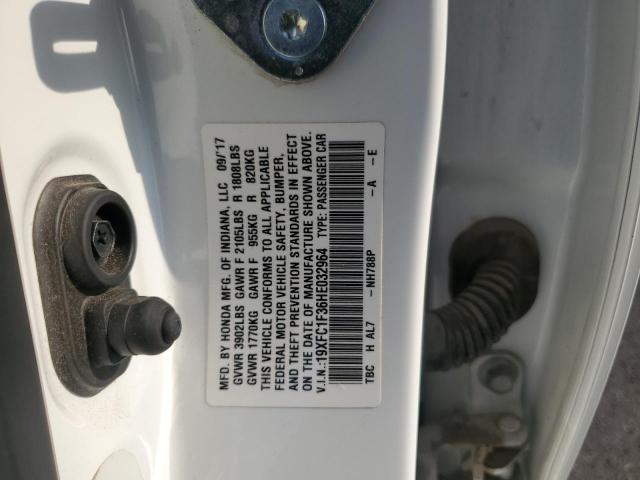 MFD. BY HONDA MFG. OF INDIANA, LLC 09/17
GVWR 3902LBS GAWR F 2105LBS R 1808LBS
GVWR 1770KG GAWR F 955KG R 820KG
THIS VEHICLE CONFORMS TO ALL APPLICABLE
FEDERAL MOTOR VEHICLE SAFETY, BUMPER,
AND THEFT PREVENTION STANDARDS IN EFFECT
ON THE DATE OF MANUFACTURE SHOWN ABOVE.
V.I.N.:19XFC1F36HE032964 TYPE: PASSENGER CAR
TBC H AL7 –NH788P –A –E